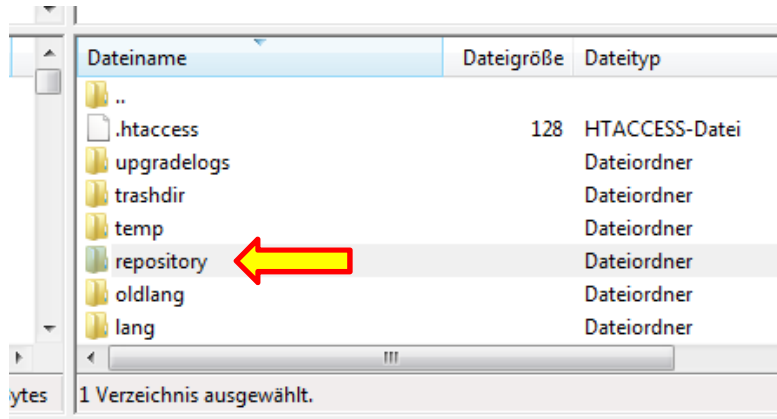 Dateiname Dateigröße Dateityp
..
.htaccess 128 HTACCESS-Datei
upgradelogs Dateiordner
trashdir Dateiordner
temp Dateiordner
repository Dateiordner
oldlang Dateiordner
lang Dateiordner
ytes 1 Verzeichnis ausgewählt.